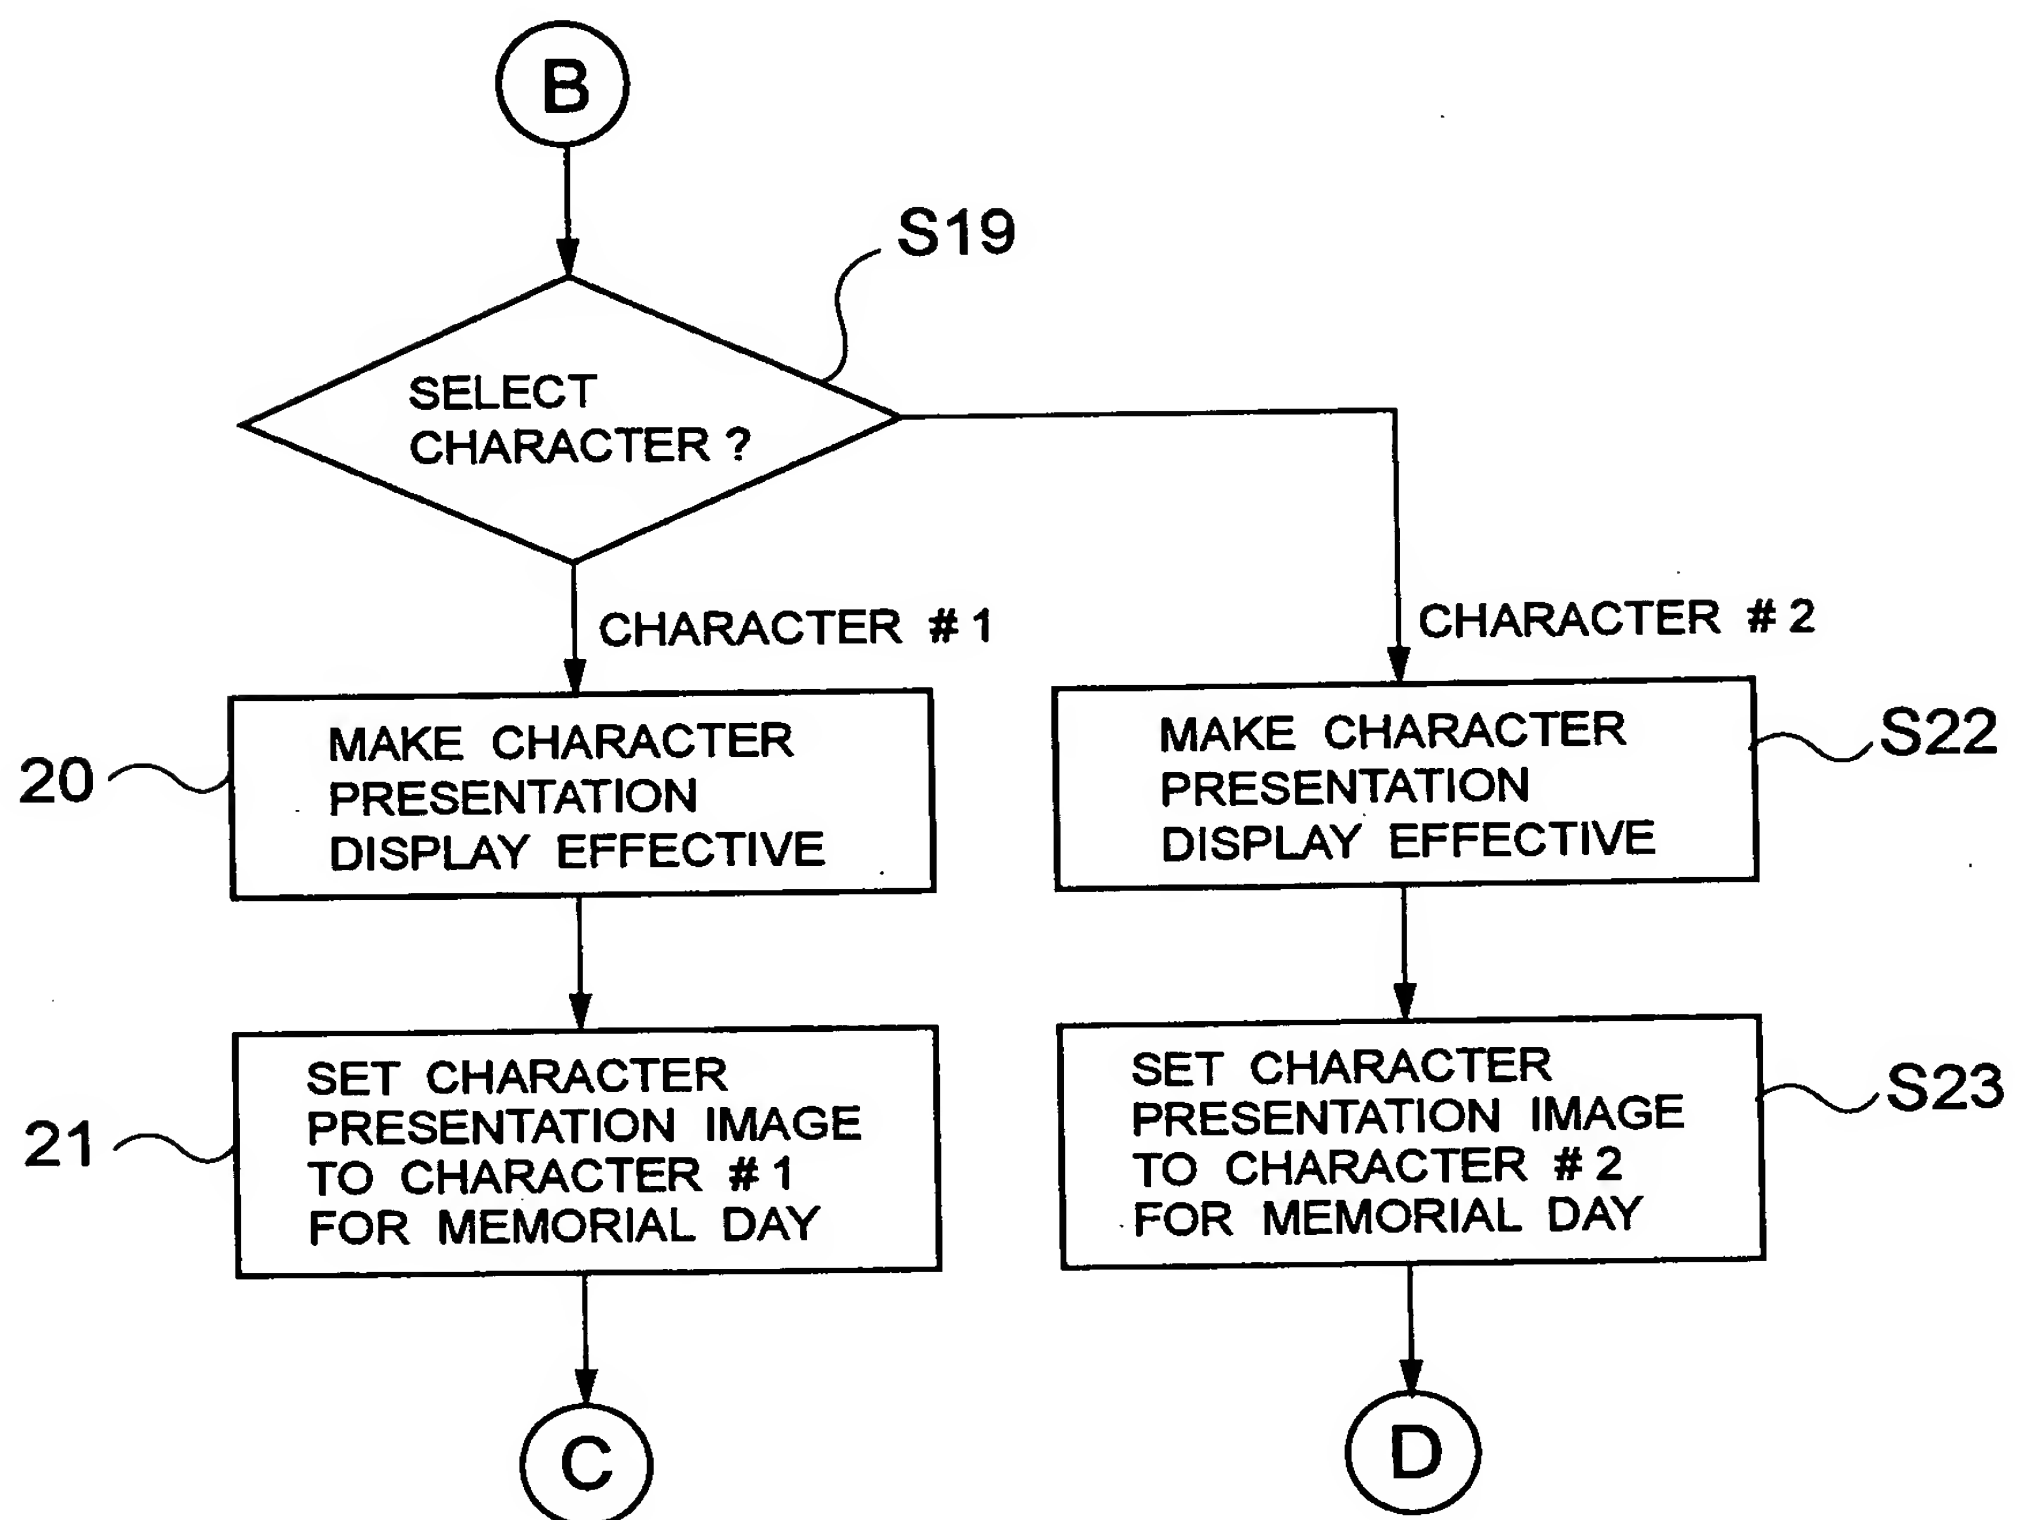 B
S19
SELECT
CHARACTER ?
CHARACTER # 1
CHARACTER # 2
20
MAKE CHARACTER
PRESENTATION
DISPLAY EFFECTIVE
MAKE CHARACTER
PRESENTATION
DISPLAY EFFECTIVE
S22
21
SET CHARACTER
PRESENTATION IMAGE
TO CHARACTER # 1
FOR MEMORIAL DAY
SET CHARACTER
PRESENTATION IMAGE
TO CHARACTER # 2
FOR MEMORIAL DAY
S23
C
D